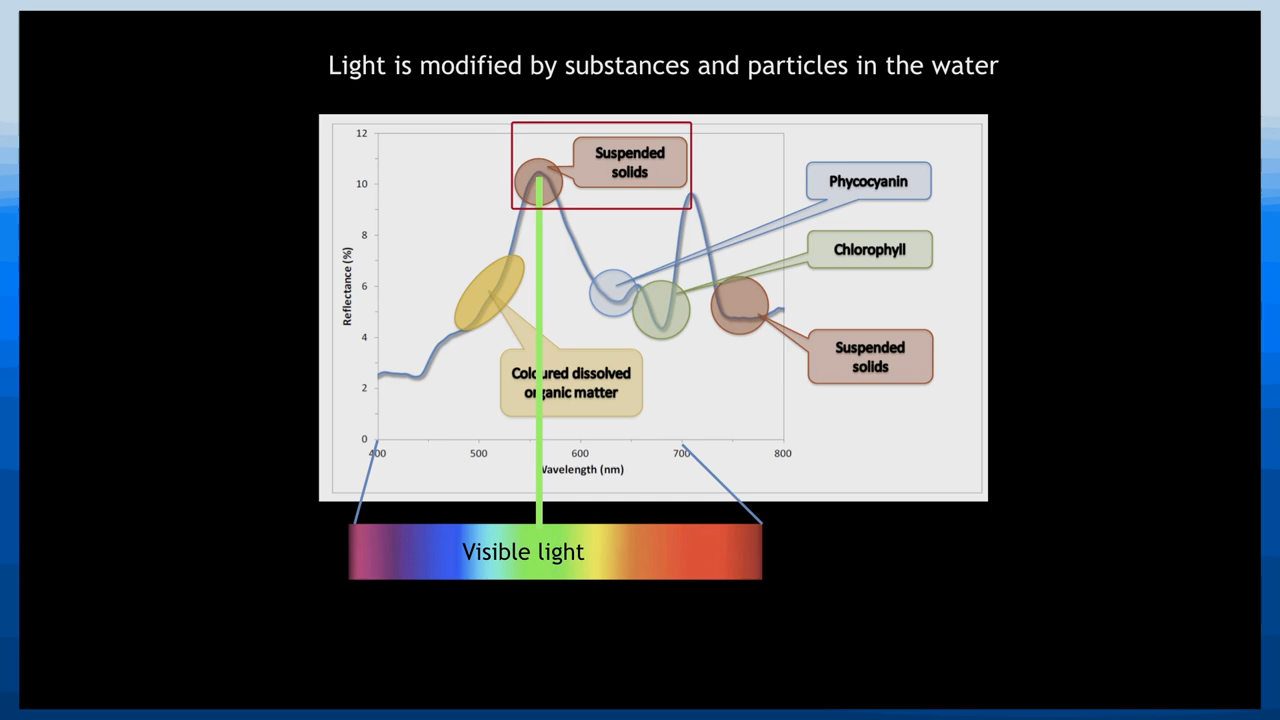 Light is modified by substances and particles in the water
12
10
8
6
4
2
0
Reflectance (%)
Suspended
solids
Phycocyanin
Chlorophyll
Suspended
solids
Coloured dissolved
organic matter
400
500
600
700
800
Wavelength (nm)
Visible light